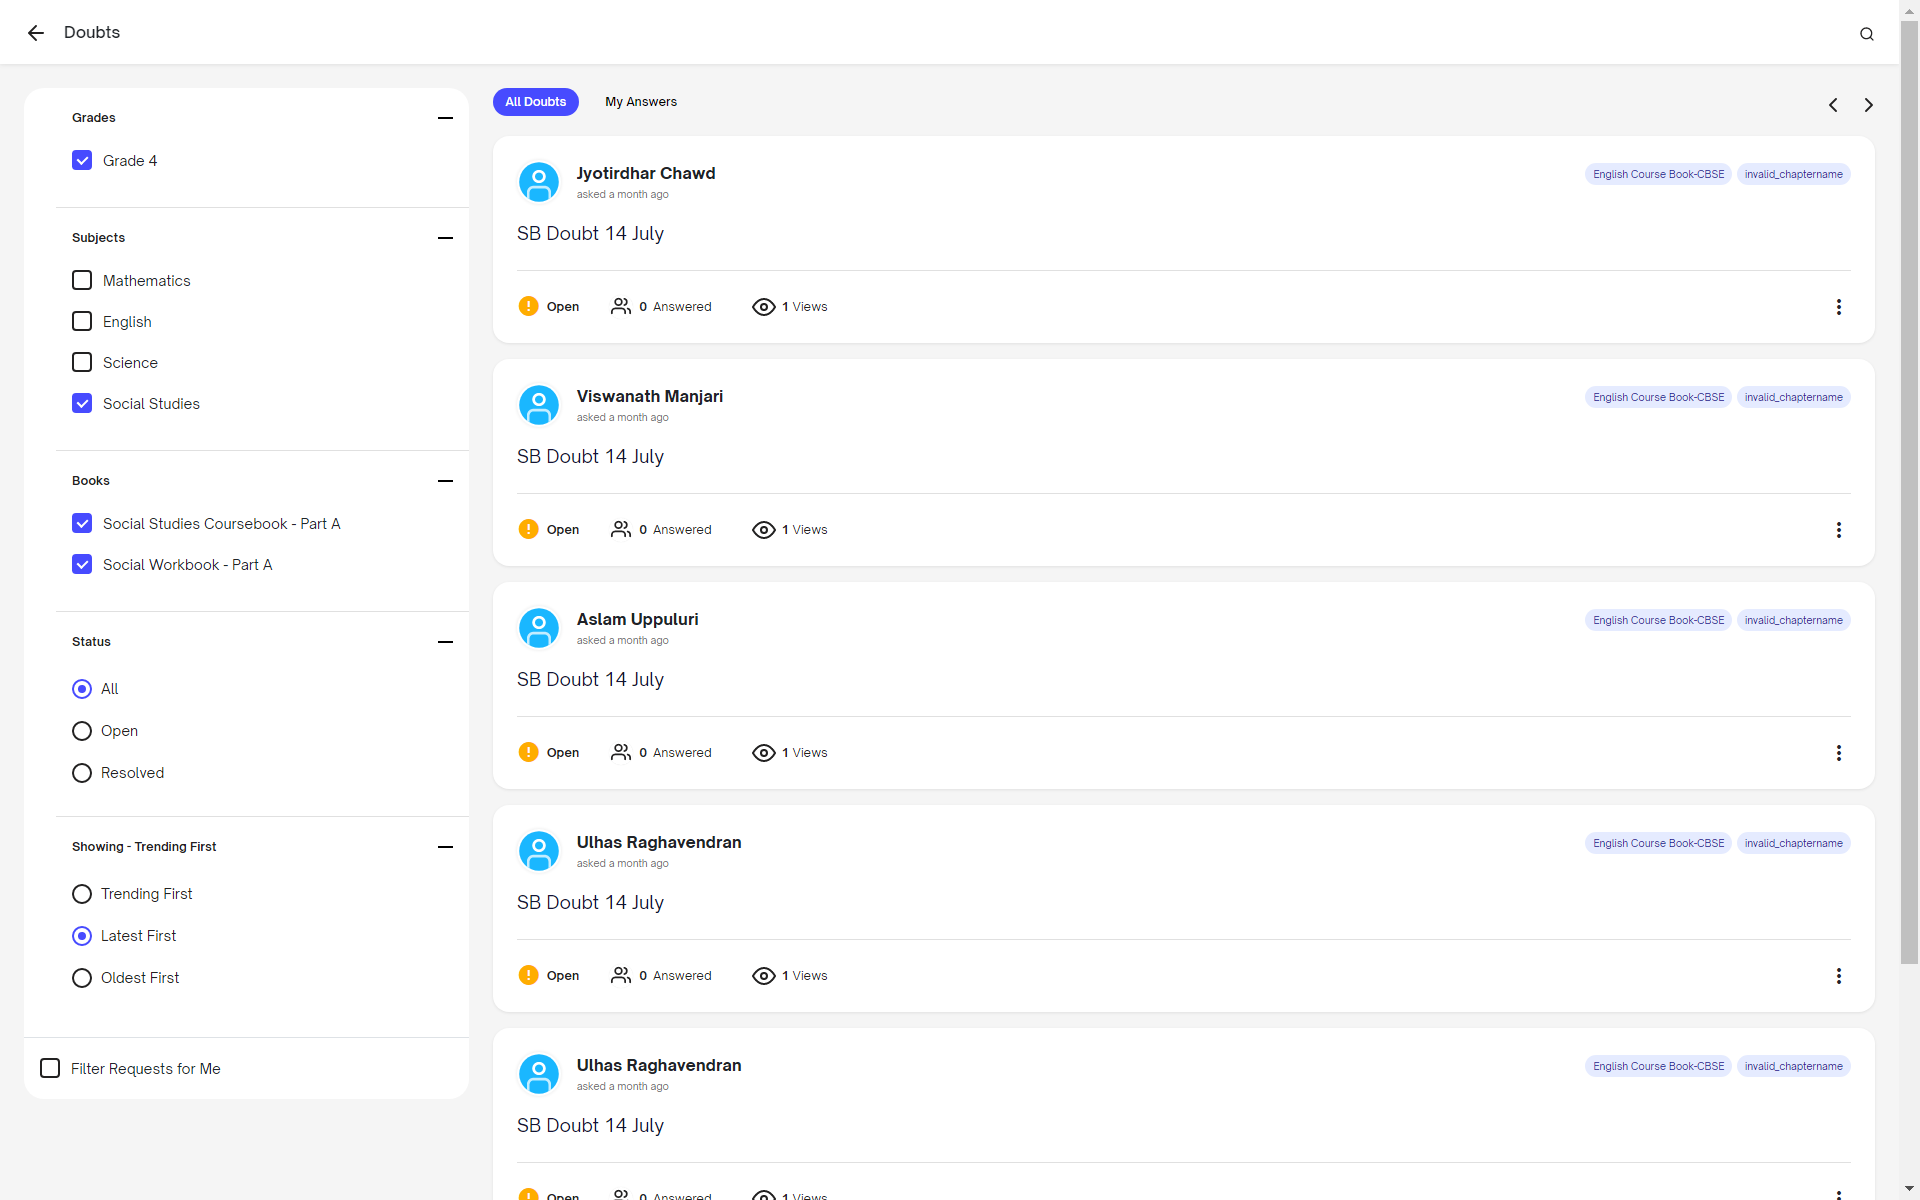 Doubts
Grades
Grade 4
Subjects
Mathematics
English
Science
Social Studies
Books
Social Studies Coursebook - Part A
Social Workbook - Part A
Status
All
Open
Resolved
Showing - Trending First
Trending First
Latest First
Oldest First
Filter Requests for Me
All Doubts My Answers
Jyotirdhar Chawd English Course Book-CBSE invalid_chaptername
asked a month ago
SB Doubt 14 July
Open 0 Answered 1 Views
Viswanath Manjari English Course Book-CBSE invalid_chaptername
asked a month ago
SB Doubt 14 July
Open 0 Answered 1 Views
Aslam Uppuluri English Course Book-CBSE invalid_chaptername
asked a month ago
SB Doubt 14 July
Open 0 Answered 1 Views
Ulhas Raghavendran English Course Book-CBSE invalid_chaptername
asked a month ago
SB Doubt 14 July
Open 0 Answered 1 Views
Ulhas Raghavendran English Course Book-CBSE invalid_chaptername
asked a month ago
SB Doubt 14 July
Open 0 Answered 1 Views